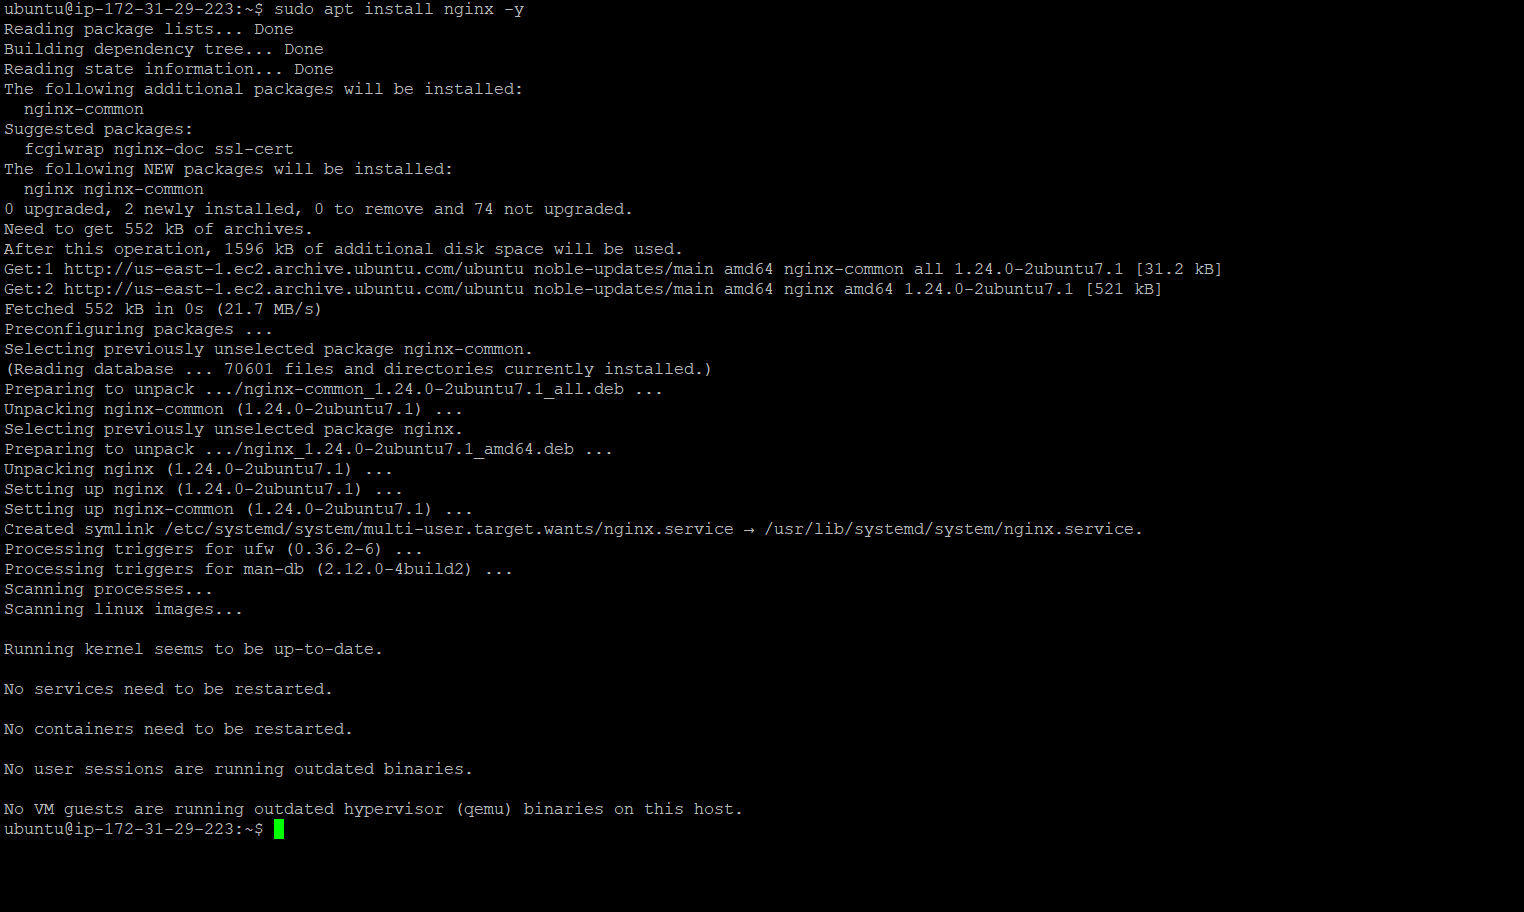 ubuntu@ip-172-31-29-223:~$ sudo apt install nginx -y
Reading package lists... Done
Building dependency tree... Done
Reading state information... Done
The following additional packages will be installed:
  nginx-common
Suggested packages:
  fcgiwrap nginx-doc ssl-cert
The following NEW packages will be installed:
  nginx nginx-common
0 upgraded, 2 newly installed, 0 to remove and 74 not upgraded.
Need to get 552 kB of archives.
After this operation, 1596 kB of additional disk space will be used.
Get:1 http://us-east-1.ec2.archive.ubuntu.com/ubuntu noble-updates/main amd64 nginx-common all 1.24.0-2ubuntu7.1 [31.2 kB]
Get:2 http://us-east-1.ec2.archive.ubuntu.com/ubuntu noble-updates/main amd64 nginx amd64 1.24.0-2ubuntu7.1 [521 kB]
Fetched 552 kB in 0s (21.7 MB/s)
Preconfiguring packages ...
Selecting previously unselected package nginx-common.
(Reading database ... 70601 files and directories currently installed.)
Preparing to unpack .../nginx-common_1.24.0-2ubuntu7.1_all.deb ...
Unpacking nginx-common (1.24.0-2ubuntu7.1) ...
Selecting previously unselected package nginx.
Preparing to unpack .../nginx_1.24.0-2ubuntu7.1_amd64.deb ...
Unpacking nginx (1.24.0-2ubuntu7.1) ...
Setting up nginx (1.24.0-2ubuntu7.1) ...
Setting up nginx-common (1.24.0-2ubuntu7.1) ...
Created symlink /etc/systemd/system/multi-user.target.wants/nginx.service → /usr/lib/systemd/system/nginx.service.
Processing triggers for ufw (0.36.2-6) ...
Processing triggers for man-db (2.12.0-4build2) ...
Scanning processes...
Scanning linux images...

Running kernel seems to be up-to-date.

No services need to be restarted.

No containers need to be restarted.

No user sessions are running outdated binaries.

No VM guests are running outdated hypervisor (qemu) binaries on this host.
ubuntu@ip-172-31-29-223:~$